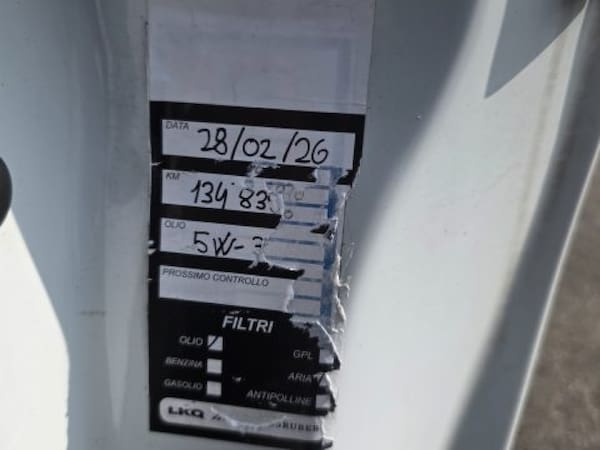 DATA
28/02/26
KM
134 83
OLIO
5W-3
PROSSIMO CONTROLLO
FILTRI
OLIO
GPL
BENZINA
ARIA
GASOLIO
ANTIPOLLINE
LKQ